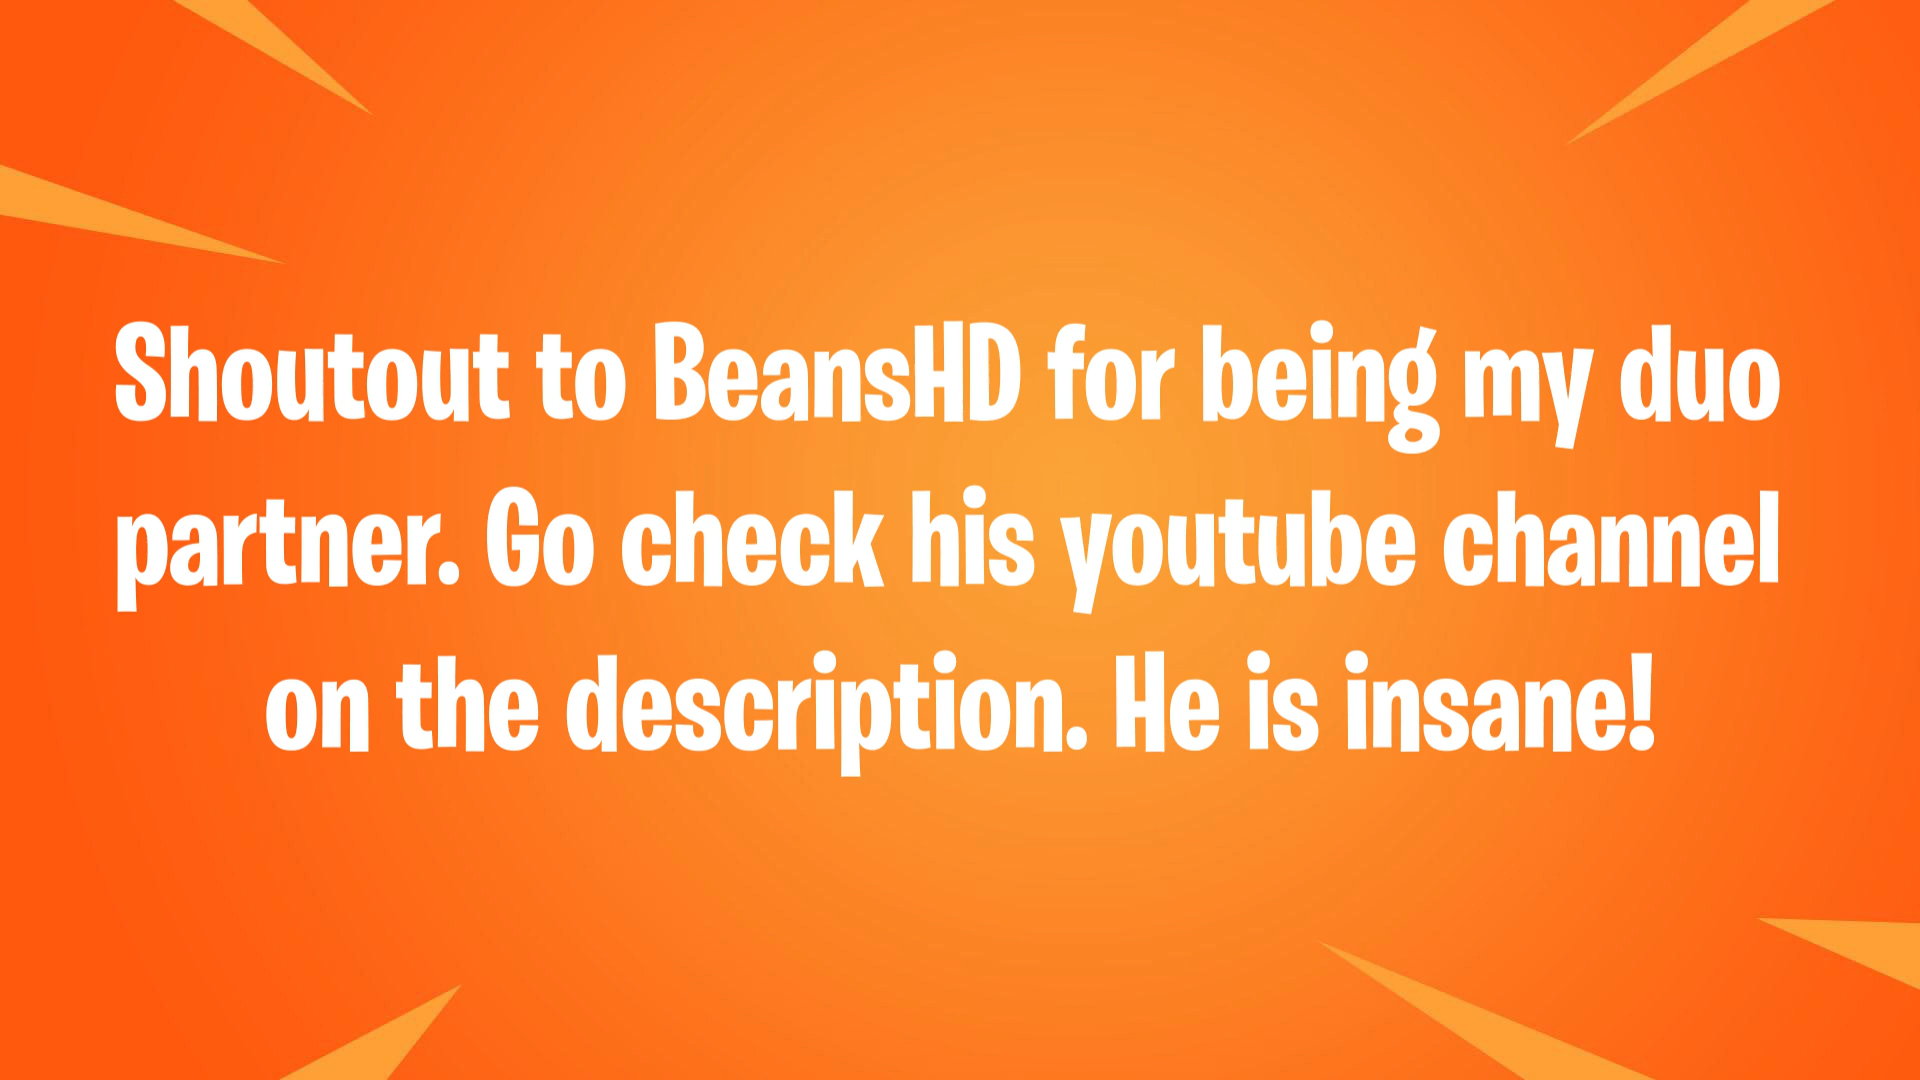 Shoutout to BeansHD for being my duo
partner. Go check his youtube channel
on the description. He is insane!